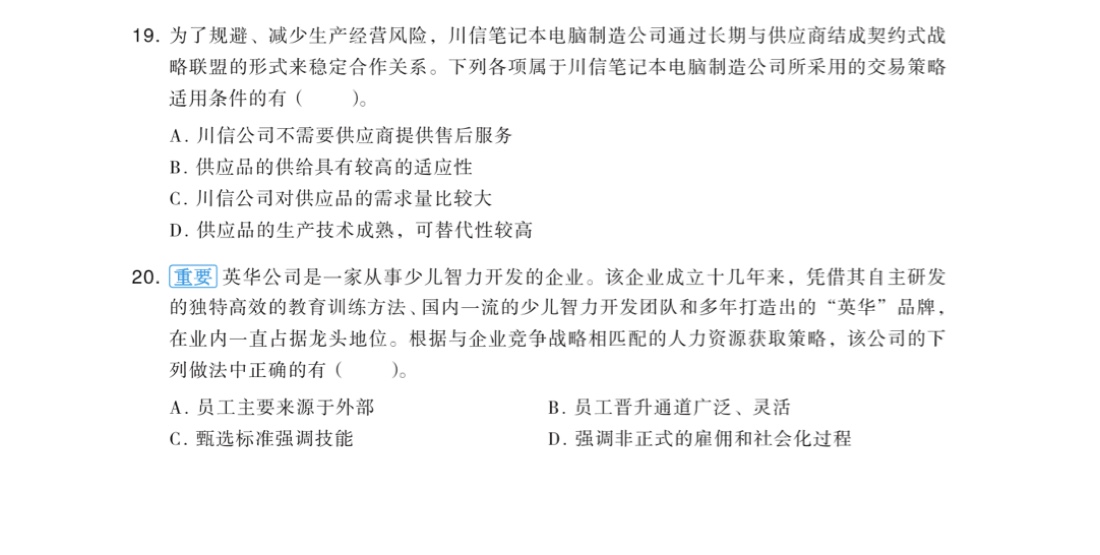 19. 为了规避、减少生产经营风险，川信笔记本电脑制造公司通过长期与供应商结成契约式战
略联盟的形式来稳定合作关系。下列各项属于川信笔记本电脑制造公司所采用的交易策略
适用条件的有（　　）。
A. 川信公司不需要供应商提供售后服务
B. 供应品的供给具有较高的适应性
C. 川信公司对供应品的需求量比较大
D. 供应品的生产技术成熟，可替代性较高
20. 重要 英华公司是一家从事少儿智力开发的企业。该企业成立十几年来，凭借其自主研发
的独特高效的教育训练方法、国内一流的少儿智力开发团队和多年打造出的“英华”品牌，
在业内一直占据龙头地位。根据与企业竞争战略相匹配的人力资源获取策略，该公司的下
列做法中正确的有（　　）。
A. 员工主要来源于外部
B. 员工晋升通道广泛、灵活
C. 甄选标准强调技能
D. 强调非正式的雇佣和社会化过程